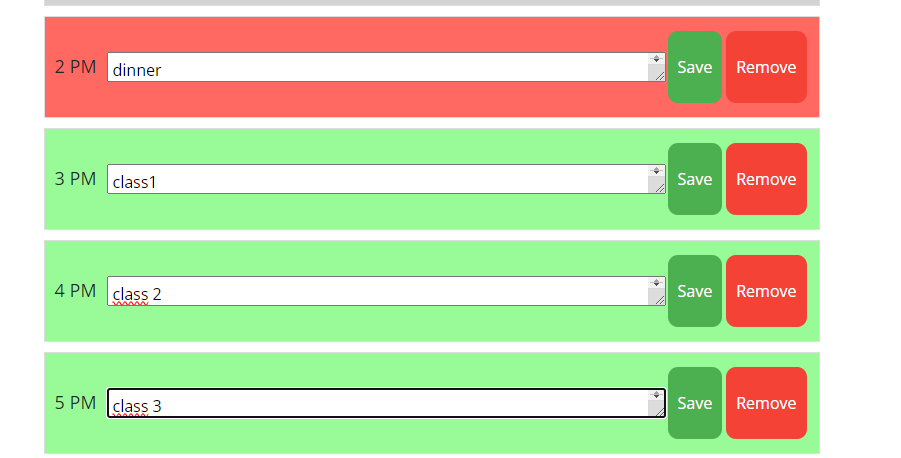 2 PM dinner Save Remove
3 PM class1 Save Remove
4 PM class 2 Save Remove
5 PM class 3 Save Remove